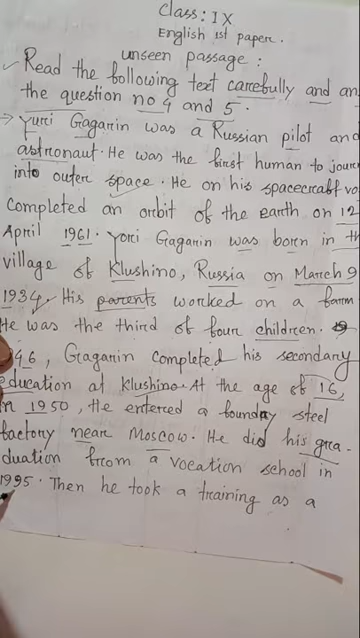 Class: IX
English 1st paper.
unseen passage:
Read the following text carefully and an
the question no 4 and 5.
→ Yuri Gagarin was a Russian pilot and
astronaut. He was the first human to jour
into outer space. He on his spacecraft vo
completed an orbit of the earth on 12
April 1961. Yori Gagarin was born in th
village of Klushino, Russia on March 9
1934. His parents worked on a farm
He was the third of four children.
46, Gagarin completed his secondary
education at Klushino. At the age of 16,
in 1950, He entered a founday steel
factory near Moscow. He did his gra-
duation from a vocation school in
1995. Then he took a training as a